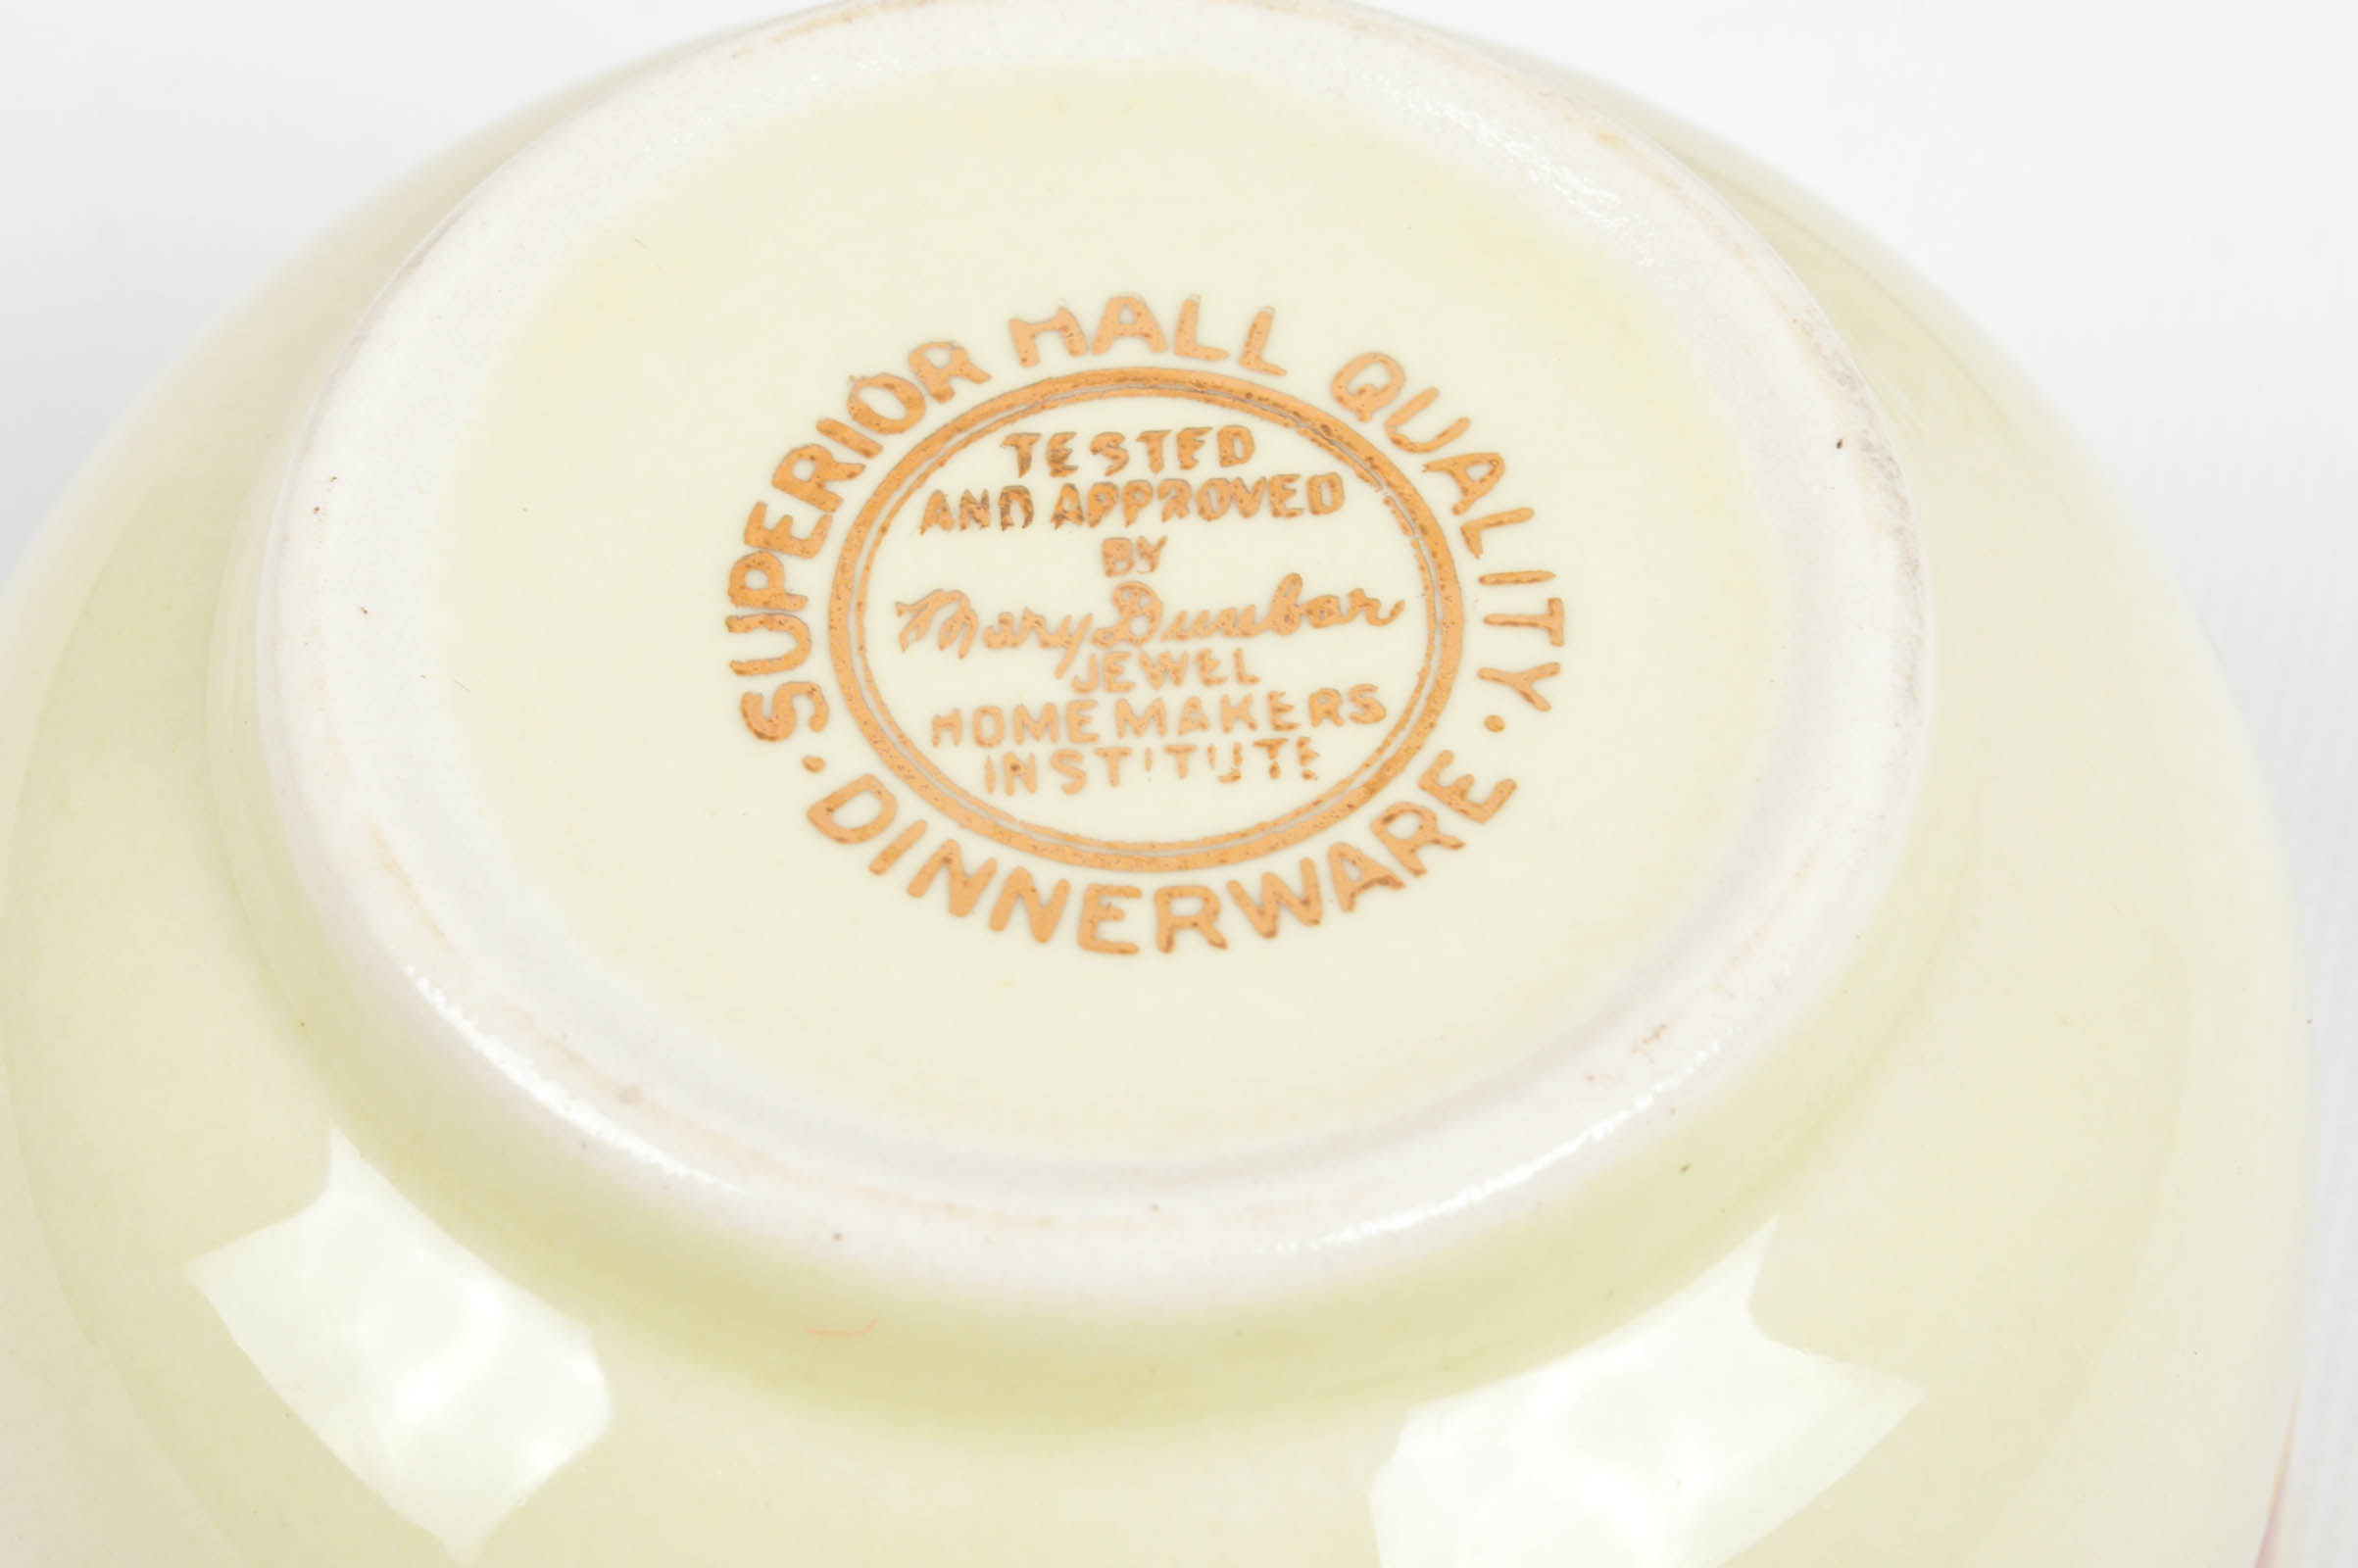 SUPERIOR HALL QUALITY
TESTED
AND APPROVED
BY
Mary Dunbar
JEWEL
HOMEMAKERS
INSTITUTE
· DINNERWARE ·